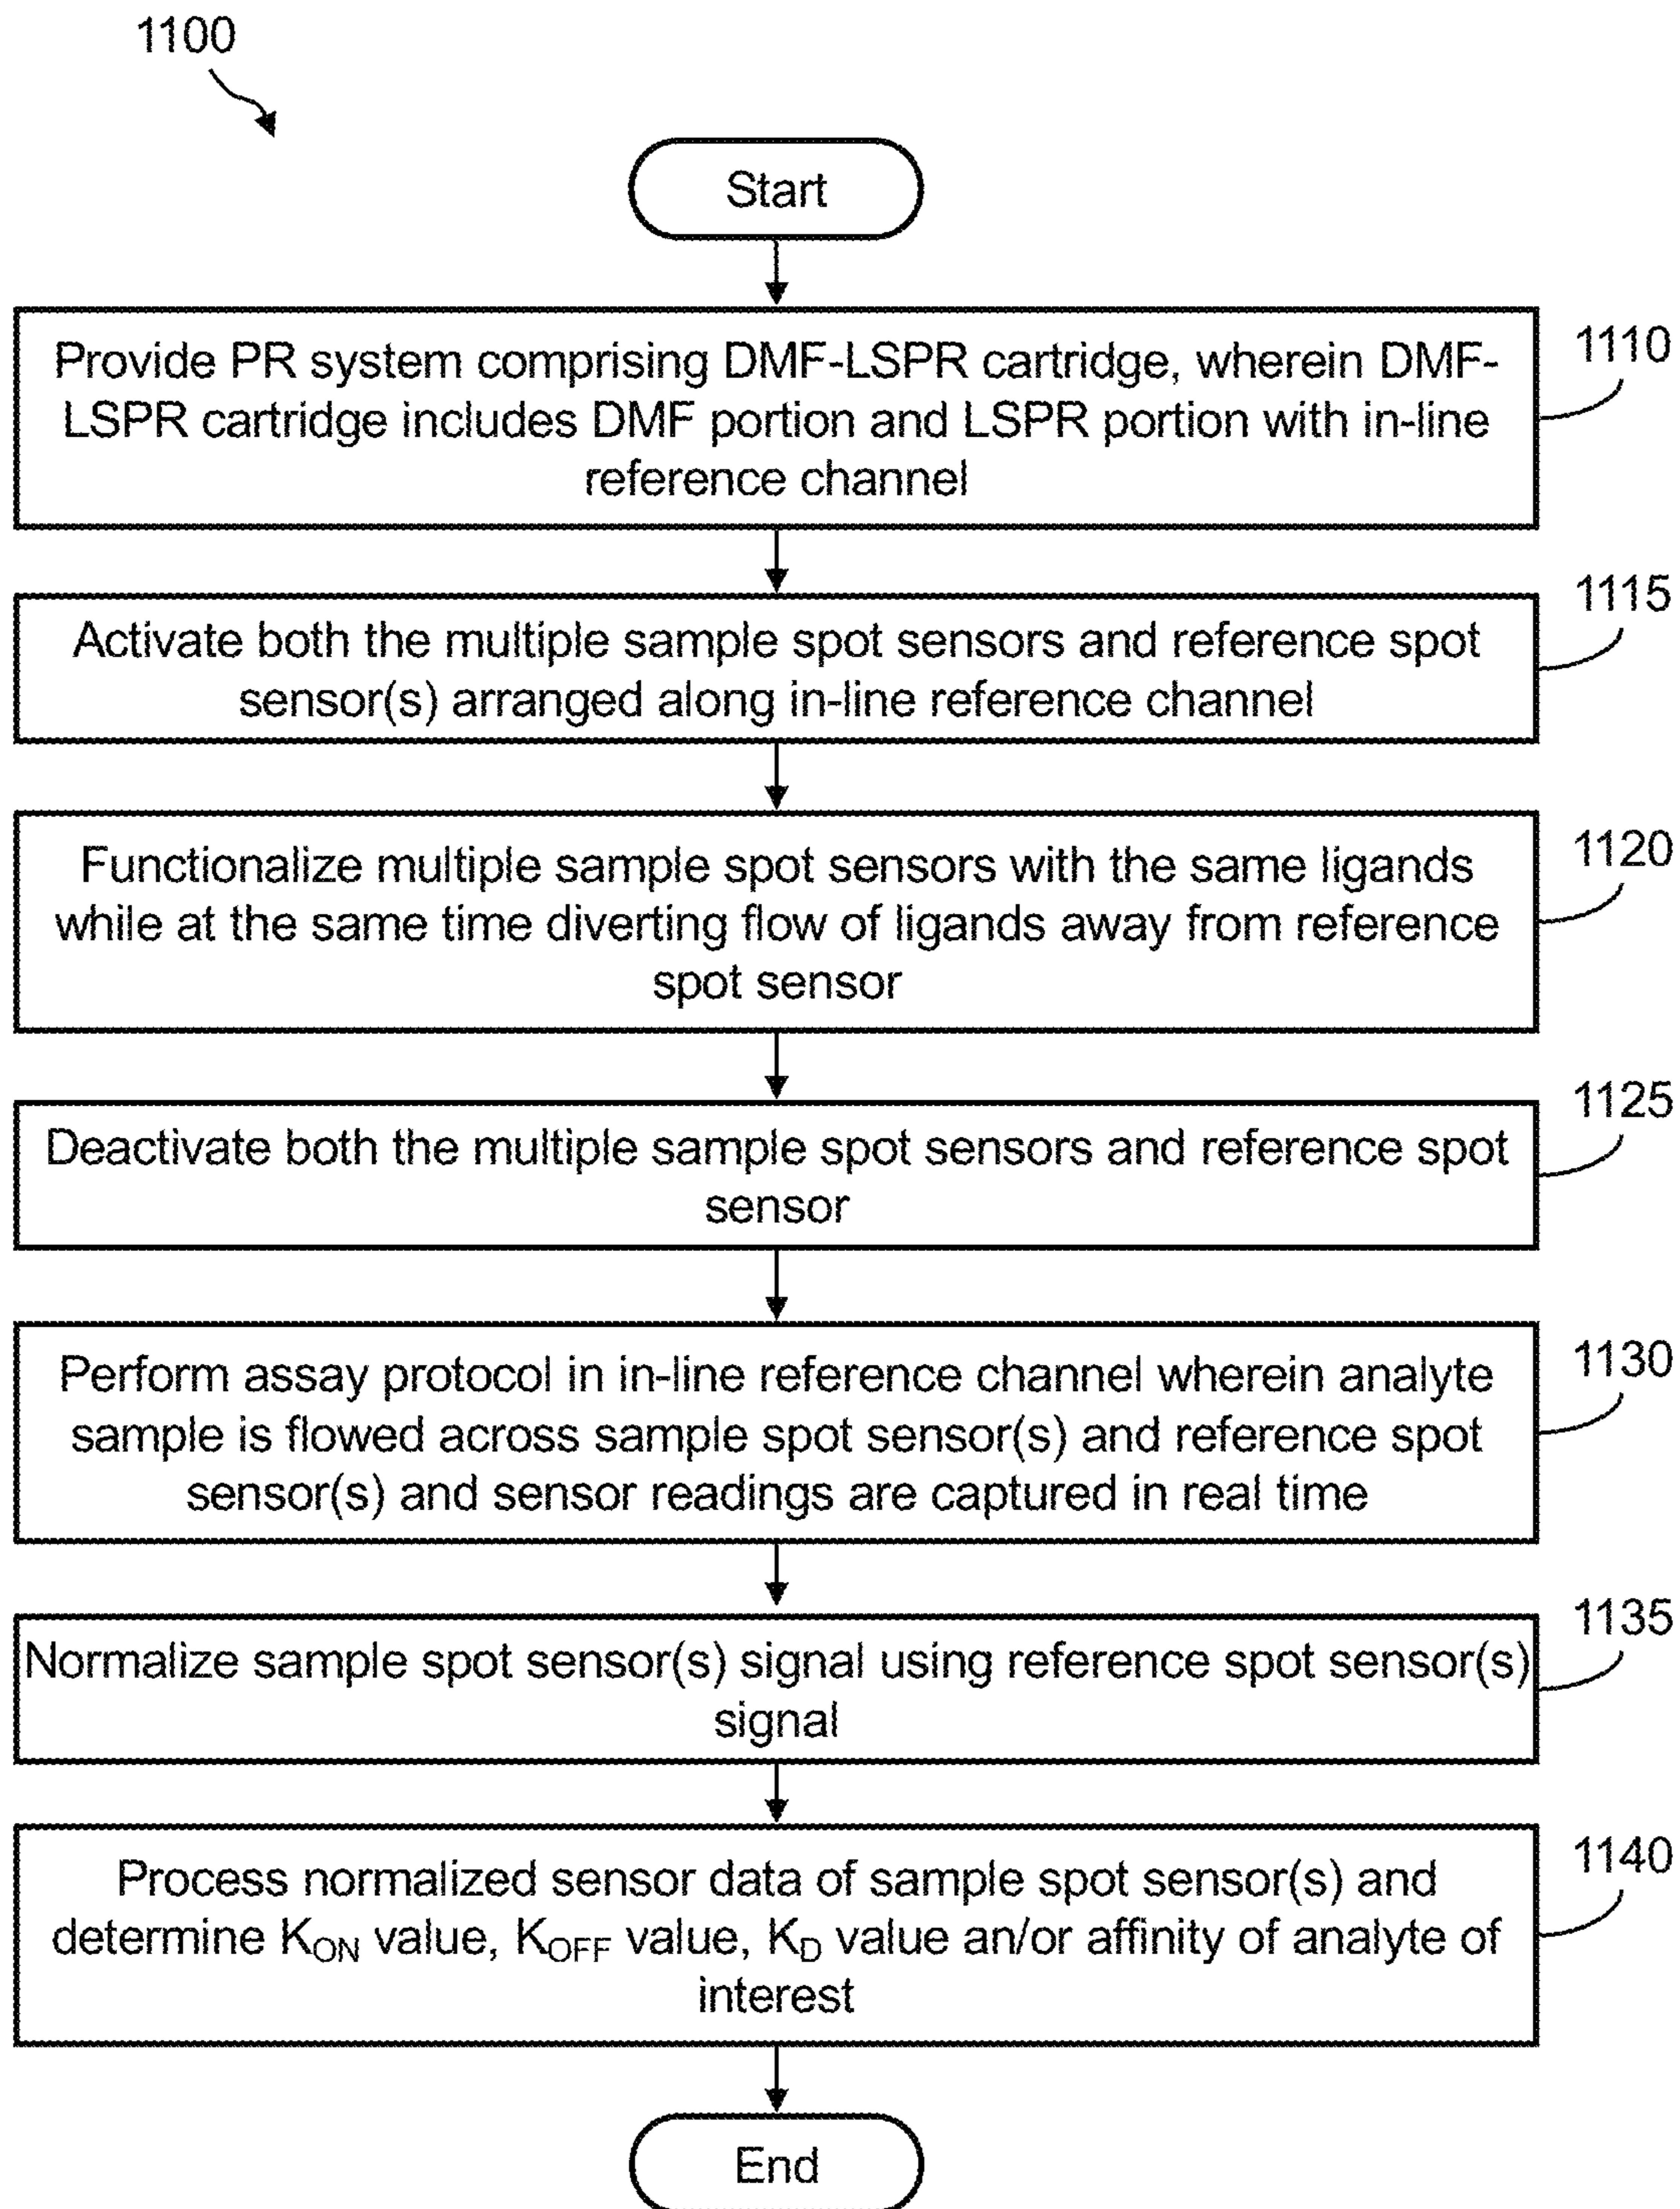 1100
Start
Provide PR system comprising DMF-LSPR cartridge, wherein DMF-
LSPR cartridge includes DMF portion and LSPR portion with in-line
reference channel
1110
Activate both the multiple sample spot sensors and reference spot
sensor(s) arranged along in-line reference channel
1115
Functionalize multiple sample spot sensors with the same ligands
while at the same time diverting flow of ligands away from reference
spot sensor
1120
Deactivate both the multiple sample spot sensors and reference spot
sensor
1125
Perform assay protocol in in-line reference channel wherein analyte
sample is flowed across sample spot sensor(s) and reference spot
sensor(s) and sensor readings are captured in real time
1130
Normalize sample spot sensor(s) signal using reference spot sensor(s)
signal
1135
Process normalized sensor data of sample spot sensor(s) and
determine K_ON value, K_OFF value, K_D value an/or affinity of analyte of
interest
1140
End